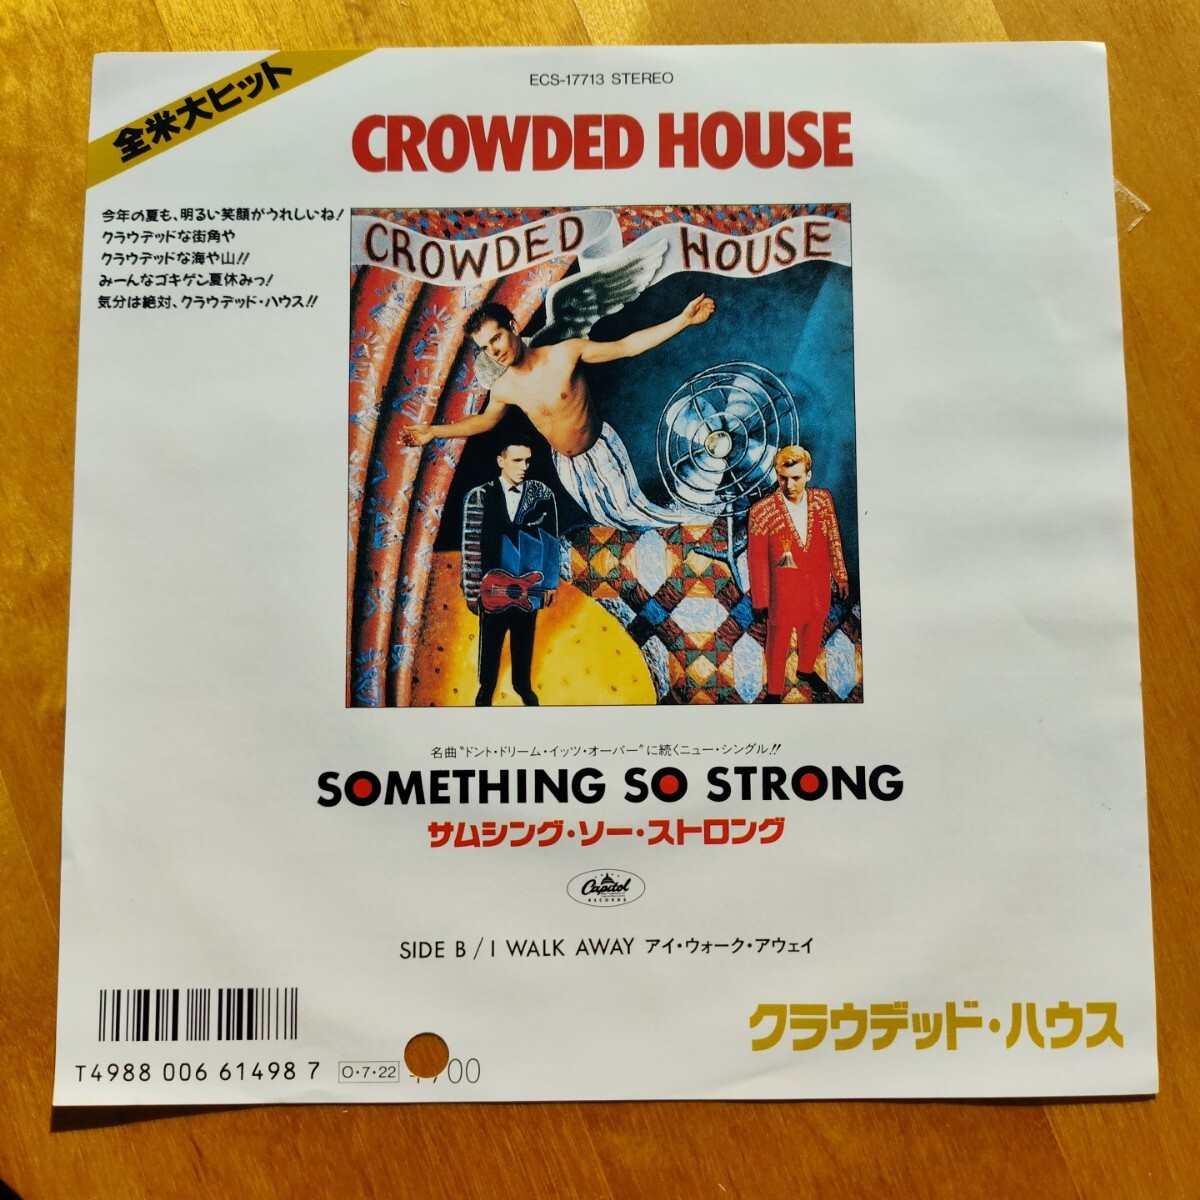 ECS-17713 STEREO
全米大ヒット
CROWDED HOUSE
今年の夏も、明るい笑顔がうれしいね!
クラウデッドな街角や
クラウデッドな海や山!!
みーんなゴキゲン夏休みっ!
気分は絶対、クラウデッド・ハウス!!
CROWDED HOUSE
名曲“ドント・ドリーム・イッツ・オーバー”に続くニュー・シングル!!
SOMETHING SO STRONG
サムシング・ソー・ストロング
Capitol
RECORDS
SIDE B / I WALK AWAY アイ・ウォーク・アウェイ
クラウデッド・ハウス
T4988 006 61498 7
O・7・22
00